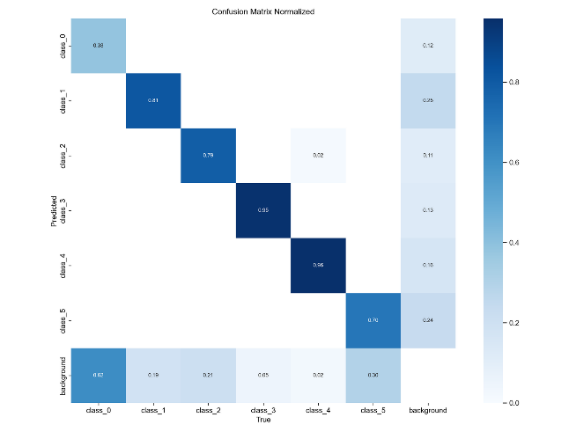 Confusion Matrix Normalized
class_0 0.38 0.12
class_1 0.81 0.25
class_2 0.79 0.02 0.11
class_3 0.95 0.13
class_4 0.96 0.15
class_5 0.70 0.24
background 0.62 0.19 0.21 0.05 0.02 0.30
class_0 class_1 class_2 class_3 class_4 class_5 background
True
Predicted
0.8
0.6
0.4
0.2
0.0